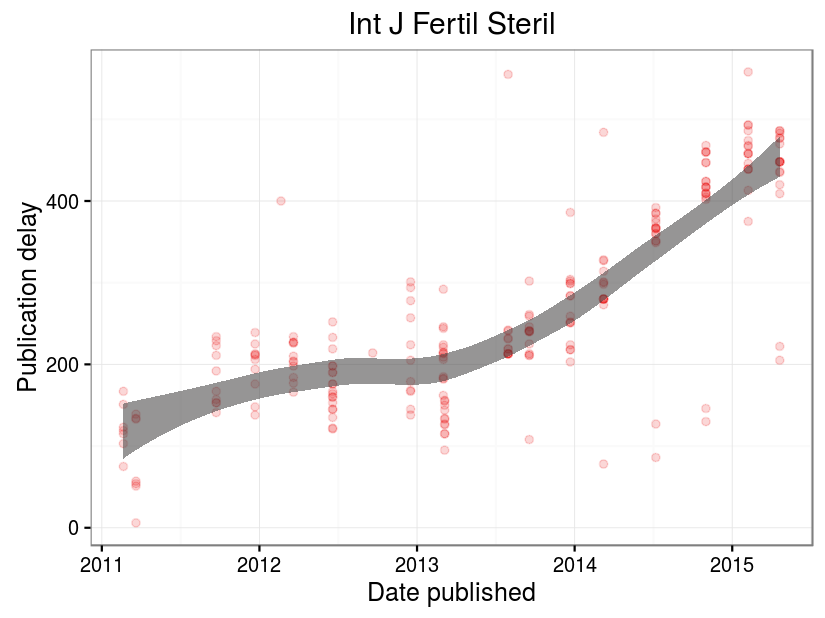 Int J Fertil Steril
Publication delay
400
200
0
2011 2012 2013 2014 2015
Date published